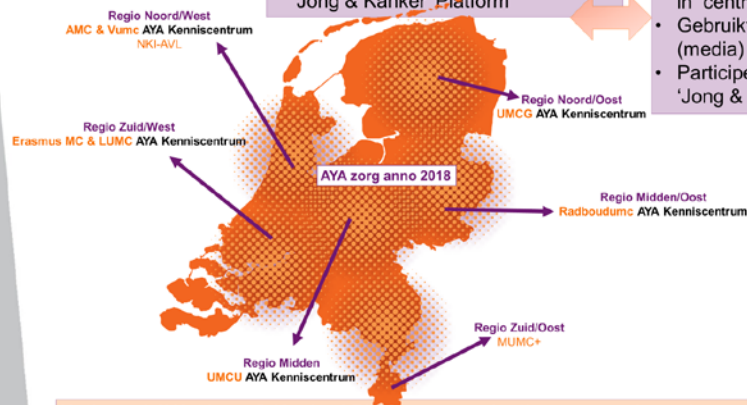 'Jong & Kanker' Platform
Gebruik
(media)
Particip
'Jong &
Regio Noord/West
AMC & Vumc AYA Kenniscentrum
NKI-AVL
Regio Noord/Oost
UMCG AYA Kenniscentrum
Regio Zuid/West
Erasmus MC & LUMC AYA Kenniscentrum
AYA zorg anno 2018
Regio Midden/Oost
Radboudumc AYA Kenniscentrum
Regio Zuid/Oost
MUMC+
Regio Midden
UMCU AYA Kenniscentrum